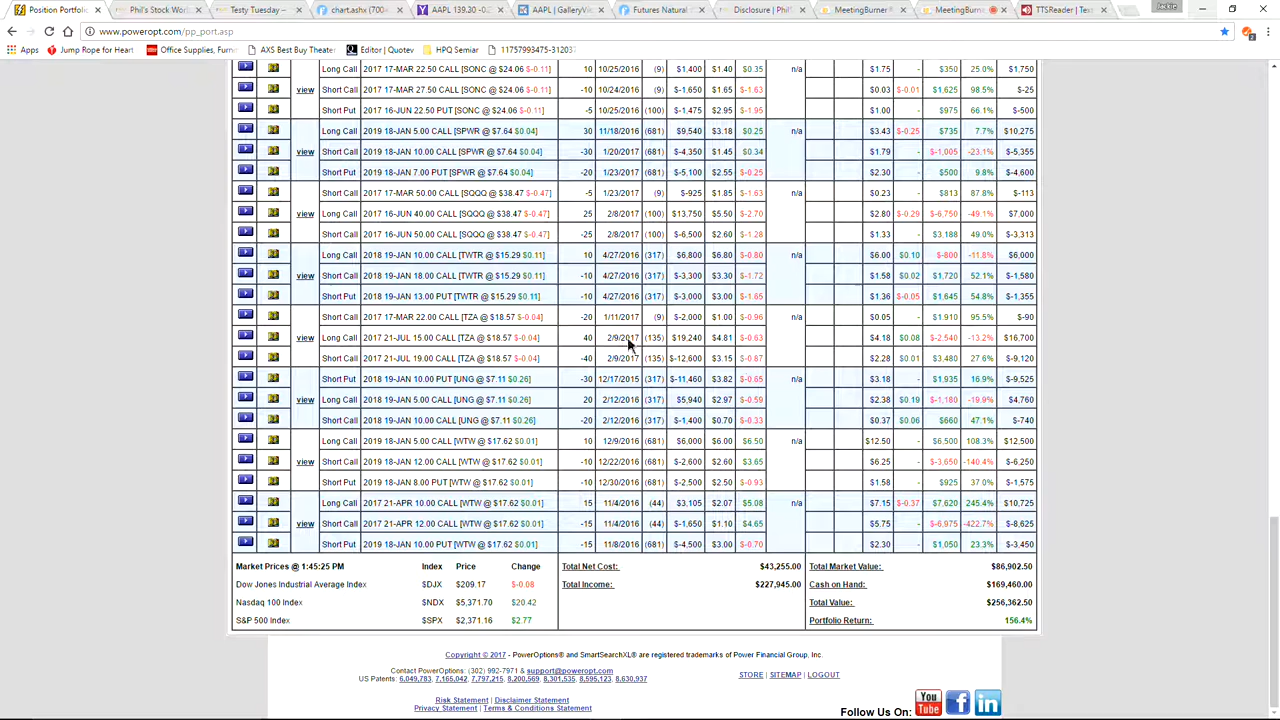 Position Portfolio
Phil's Stock Worl
Testy Tuesday –
chart.ashx (700×
AAPL 139.20 -0.
AAPL | GalleryVi
Futures Natural
Disclosure | Phil'
MeetingBurner
MeetingBurn
TTSReader | Text
Jackie
www.poweropt.com/pp_port.asp
Apps Jump Rope for Heart Office Supplies, Furn AXS Best Buy Theater Editor | Quotev HPQ Semiar 11757993475-31203
Long Call 2017 17-MAR 22.50 CALL [SONC @ $24.06 $-0.11] 10 10/25/2016 (9) $1,400 $1.40 $0.35 n/a $1.75 - $350 25.0% $1,750
view Short Call 2017 17-MAR 27.50 CALL [SONC @ $24.06 $-0.11] -10 10/24/2016 (9) $-1,650 $1.65 $-1.63 $0.03 $-0.01 $1,625 98.5% $-25
Short Put 2017 16-JUN 22.50 PUT [SONC @ $24.06 $-0.11] -5 10/25/2016 (100) $-1,475 $2.95 $-1.95 $1.00 - $975 66.1% $-500
Long Call 2019 18-JAN 5.00 CALL [SPWR @ $7.64 $0.04] 30 11/18/2016 (681) $9,540 $3.18 $0.25 n/a $3.43 $-0.25 $735 7.7% $10,275
view Short Call 2019 18-JAN 10.00 CALL [SPWR @ $7.64 $0.04] -30 1/20/2017 (681) $-4,350 $1.45 $0.34 $1.79 - $-1,005 -23.1% $-5,355
Short Put 2019 18-JAN 7.00 PUT [SPWR @ $7.64 $0.04] -20 1/23/2017 (681) $-5,100 $2.55 $-0.25 $2.30 - $500 9.8% $-4,600
Short Call 2017 17-MAR 50.00 CALL [SQQQ @ $38.47 $-0.47] -5 1/23/2017 (9) $-925 $1.85 $-1.63 n/a $0.23 - $813 87.8% $-113
view Long Call 2017 16-JUN 40.00 CALL [SQQQ @ $38.47 $-0.47] 25 2/8/2017 (100) $13,750 $5.50 $-2.70 $2.80 $-0.29 $-6,750 -49.1% $7,000
Short Call 2017 16-JUN 50.00 CALL [SQQQ @ $38.47 $-0.47] -25 2/8/2017 (100) $-6,500 $2.60 $-1.28 $1.33 - $3,188 49.0% $-3,313
Long Call 2018 19-JAN 10.00 CALL [TWTR @ $15.29 $0.11] 10 4/27/2016 (317) $6,800 $6.80 $-0.80 n/a $6.00 $0.10 $-800 -11.8% $6,000
view Short Call 2018 19-JAN 18.00 CALL [TWTR @ $15.29 $0.11] -10 4/27/2016 (317) $-3,300 $3.30 $-1.72 $1.58 $0.02 $1,720 52.1% $-1,580
Short Put 2018 19-JAN 13.00 PUT [TWTR @ $15.29 $0.11] -10 4/27/2016 (317) $-3,000 $3.00 $-1.65 $1.36 $-0.05 $1,645 54.8% $-1,355
Short Call 2017 17-MAR 22.00 CALL [TZA @ $18.57 $-0.04] -20 1/11/2017 (9) $-2,000 $1.00 $-0.96 n/a $0.05 - $1,910 95.5% $-90
view Long Call 2017 21-JUL 15.00 CALL [TZA @ $18.57 $-0.04] 40 2/9/2017 (135) $19,240 $4.81 $-0.63 $4.18 $0.08 $-2,540 -13.2% $16,700
Short Call 2017 21-JUL 19.00 CALL [TZA @ $18.57 $-0.04] -40 2/9/2017 (135) $-12,600 $3.15 $-0.87 $2.28 $0.01 $3,480 27.6% $-9,120
Short Put 2018 19-JAN 10.00 PUT [UNG @ $7.11 $0.26] -30 12/17/2015 (317) $-11,460 $3.82 $-0.65 n/a $3.18 - $1,935 16.9% $-9,525
view Long Call 2018 19-JAN 5.00 CALL [UNG @ $7.11 $0.26] 20 2/12/2016 (317) $5,940 $2.97 $-0.59 $2.38 $0.19 $-1,180 -19.9% $4,760
Short Call 2018 19-JAN 10.00 CALL [UNG @ $7.11 $0.26] -20 2/12/2016 (317) $-1,400 $0.70 $-0.33 $0.37 $0.06 $660 47.1% $-740
Long Call 2019 18-JAN 5.00 CALL [WTW @ $17.62 $0.01] 10 12/9/2016 (681) $6,000 $6.00 $6.50 n/a $12.50 - $6,500 108.3% $12,500
view Short Call 2019 18-JAN 12.00 CALL [WTW @ $17.62 $0.01] -10 12/22/2016 (681) $-2,600 $2.60 $3.65 $6.25 - $-3,650 -140.4% $-6,250
Short Put 2019 18-JAN 8.00 PUT [WTW @ $17.62 $0.01] -10 12/30/2016 (681) $-2,500 $2.50 $-0.93 $1.58 - $925 37.0% $-1,575
Long Call 2017 21-APR 10.00 CALL [WTW @ $17.62 $0.01] 15 11/4/2016 (44) $3,105 $2.07 $5.08 n/a $7.15 $-0.37 $7,620 245.4% $10,725
view Short Call 2017 21-APR 12.00 CALL [WTW @ $17.62 $0.01] -15 11/4/2016 (44) $-1,650 $1.10 $4.65 $5.75 - $-6,975 -422.7% $-8,625
Short Put 2019 18-JAN 10.00 PUT [WTW @ $17.62 $0.01] -15 11/8/2016 (681) $-4,500 $3.00 $-0.70 $2.30 - $1,050 23.3% $-3,450
Market Prices @ 1:45:25 PM Index Price Change Total Net Cost: $43,255.00 Total Market Value: $86,902.50
Dow Jones Industrial Average Index $DJX $209.17 $-0.08 Total Income: $227,945.00 Cash on Hand: $169,460.00
Nasdaq 100 Index $NDX $5,371.70 $20.42 Total Value: $256,362.50
S&P 500 Index $SPX $2,371.16 $2.77 Portfolio Return: 156.4%
Copyright © 2017 - PowerOptions® and SmartSearchXL® are registered trademarks of Power Financial Group, Inc.
Contact PowerOptions: (302) 992-7971 & support@poweropt.com STORE | SITEMAP | LOGOUT
US Patents: 6,049,783, 7,165,042, 7,797,215, 8,200,569, 8,301,535, 8,595,123, 8,630,937
Risk Statement | Disclaimer Statement
Privacy Statement | Terms & Conditions Statement
Follow Us On: You Tube f in